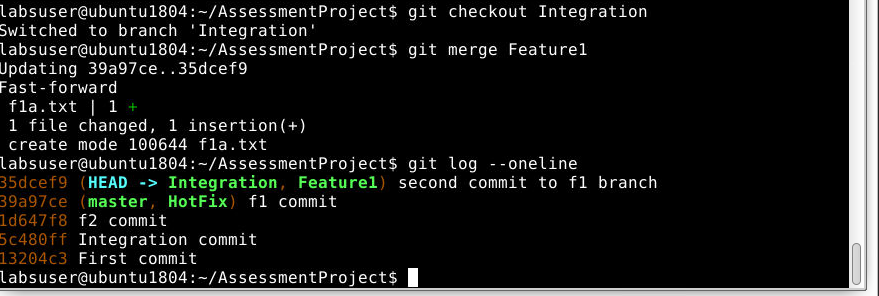 labsuser@ubuntu1804:~/AssessmentProject$ git checkout Integration
Switched to branch 'Integration'
labsuser@ubuntu1804:~/AssessmentProject$ git merge Feature1
Updating 39a97ce..35dcef9
Fast-forward
 f1a.txt | 1 +
 1 file changed, 1 insertion(+)
 create mode 100644 f1a.txt
labsuser@ubuntu1804:~/AssessmentProject$ git log --oneline
35dcef9 (HEAD -> Integration, Feature1) second commit to f1 branch
39a97ce (master, HotFix) f1 commit
1d647f8 f2 commit
5c480ff Integration commit
13204c3 First commit
labsuser@ubuntu1804:~/AssessmentProject$